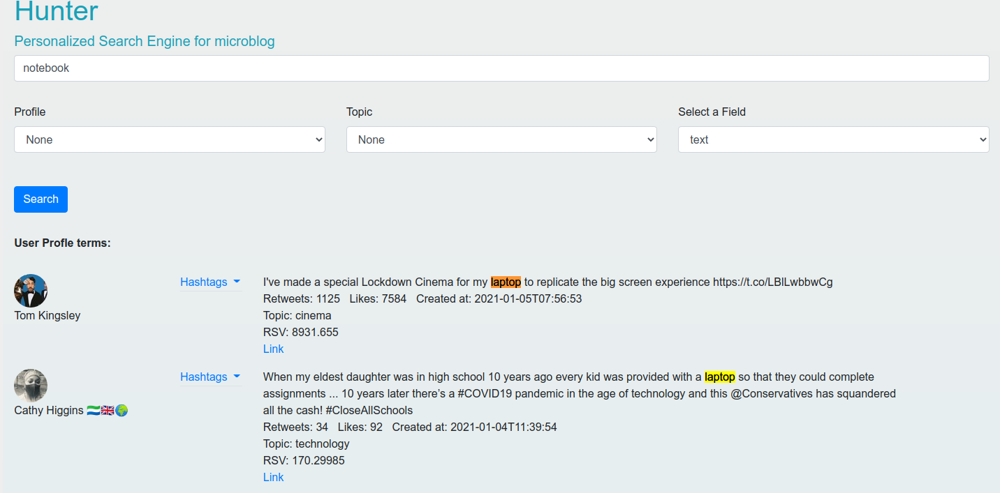 Hunter
Personalized Search Engine for microblog
notebook
Profile
Topic
Select a Field
None
None
text
Search
User Profle terms:
Hashtags
I've made a special Lockdown Cinema for my laptop to replicate the big screen experience https://t.co/LBlLwbbwCg
Retweets: 1125 Likes: 7584 Created at: 2021-01-05T07:56:53
Tom Kingsley
Topic: cinema
RSV: 8931.655
Link
Hashtags
When my eldest daughter was in high school 10 years ago every kid was provided with a laptop so that they could complete
assignments ... 10 years later there’s a #COVID19 pandemic in the age of technology and this @Conservatives has squandered
Cathy Higgins 🇸🇱🇬🇧🌍
all the cash! #CloseAllSchools
Retweets: 34 Likes: 92 Created at: 2021-01-04T11:39:54
Topic: technology
RSV: 170.29985
Link